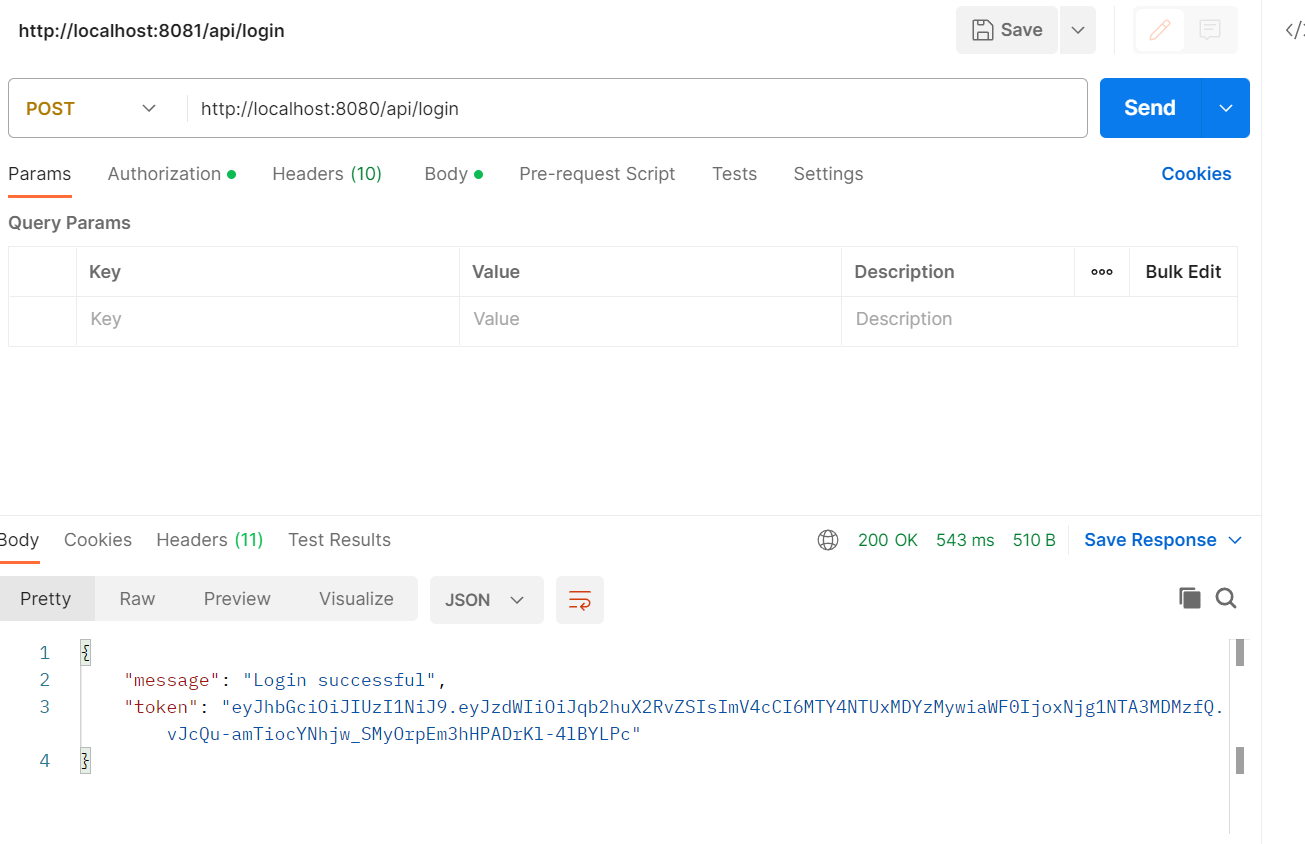 http://localhost:8081/api/login
Save
POST
http://localhost:8080/api/login
Send
Params Authorization Headers (10) Body Pre-request Script Tests Settings Cookies
Query Params
Key Value Description Bulk Edit
Key Value Description
Body Cookies Headers (11) Test Results 200 OK 543 ms 510 B Save Response
Pretty Raw Preview Visualize JSON
1 {
2 "message": "Login successful",
3 "token": "eyJhbGciOiJIUzI1NiJ9.eyJzdWIiOiJqb2huX2RvZSIsImV4cCI6MTY4NTUxMDYzMywiaWF0IjoxNjg1NTA3MDMzfQ.
vJcQu-amTiocYNhjw_SMyOrpEm3hHPADrKl-4lBYLPc"
4 }